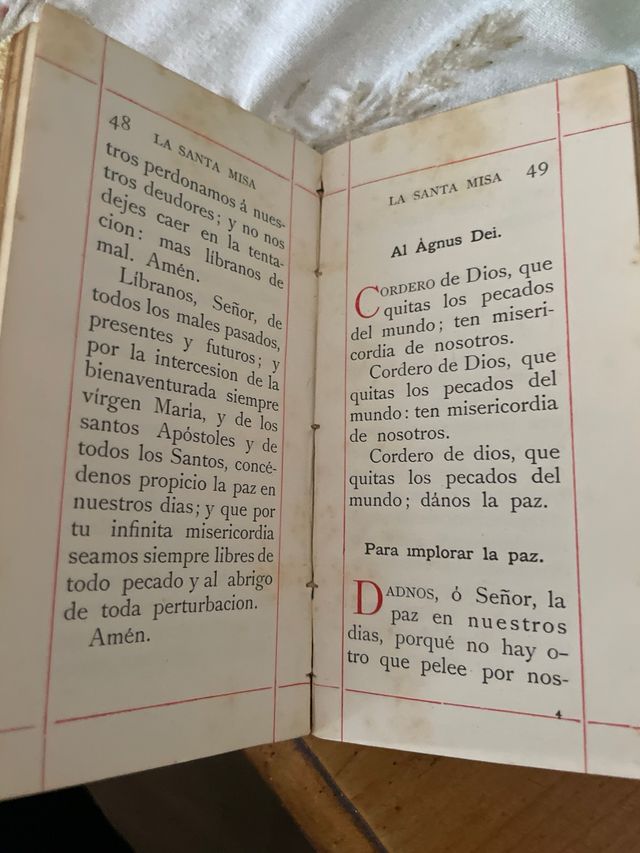 48 LA SANTA MISA
tros perdonamos á nues-
tros deudores; y no nos
dejes caer en la tenta-
cion: mas líbranos de
mal. Amén.
Líbranos, Señor, de
todos los males pasados,
presentes y futuros; y
por la intercesion de la
bienaventurada siempre
vírgen Maria, y de los
santos Apóstoles y de
todos los Santos, concé-
denos propicio la paz en
nuestros dias; y que por
tu infinita misericordia
seamos siempre libres de
todo pecado y al abrigo
de toda perturbacion.
Amén.
LA SANTA MISA 49
Al Ágnus Dei.
CORDERO de Dios, que
quitas los pecados
del mundo; ten miseri-
cordia de nosotros.
Cordero de Dios, que
quitas los pecados del
mundo: ten misericordia
de nosotros.
Cordero de dios, que
quitas los pecados del
mundo; dános la paz.
Para implorar la paz.
DADNOS, ó Señor, la
paz en nuestros
dias, porqué no hay o-
tro que pelee por nos-
4